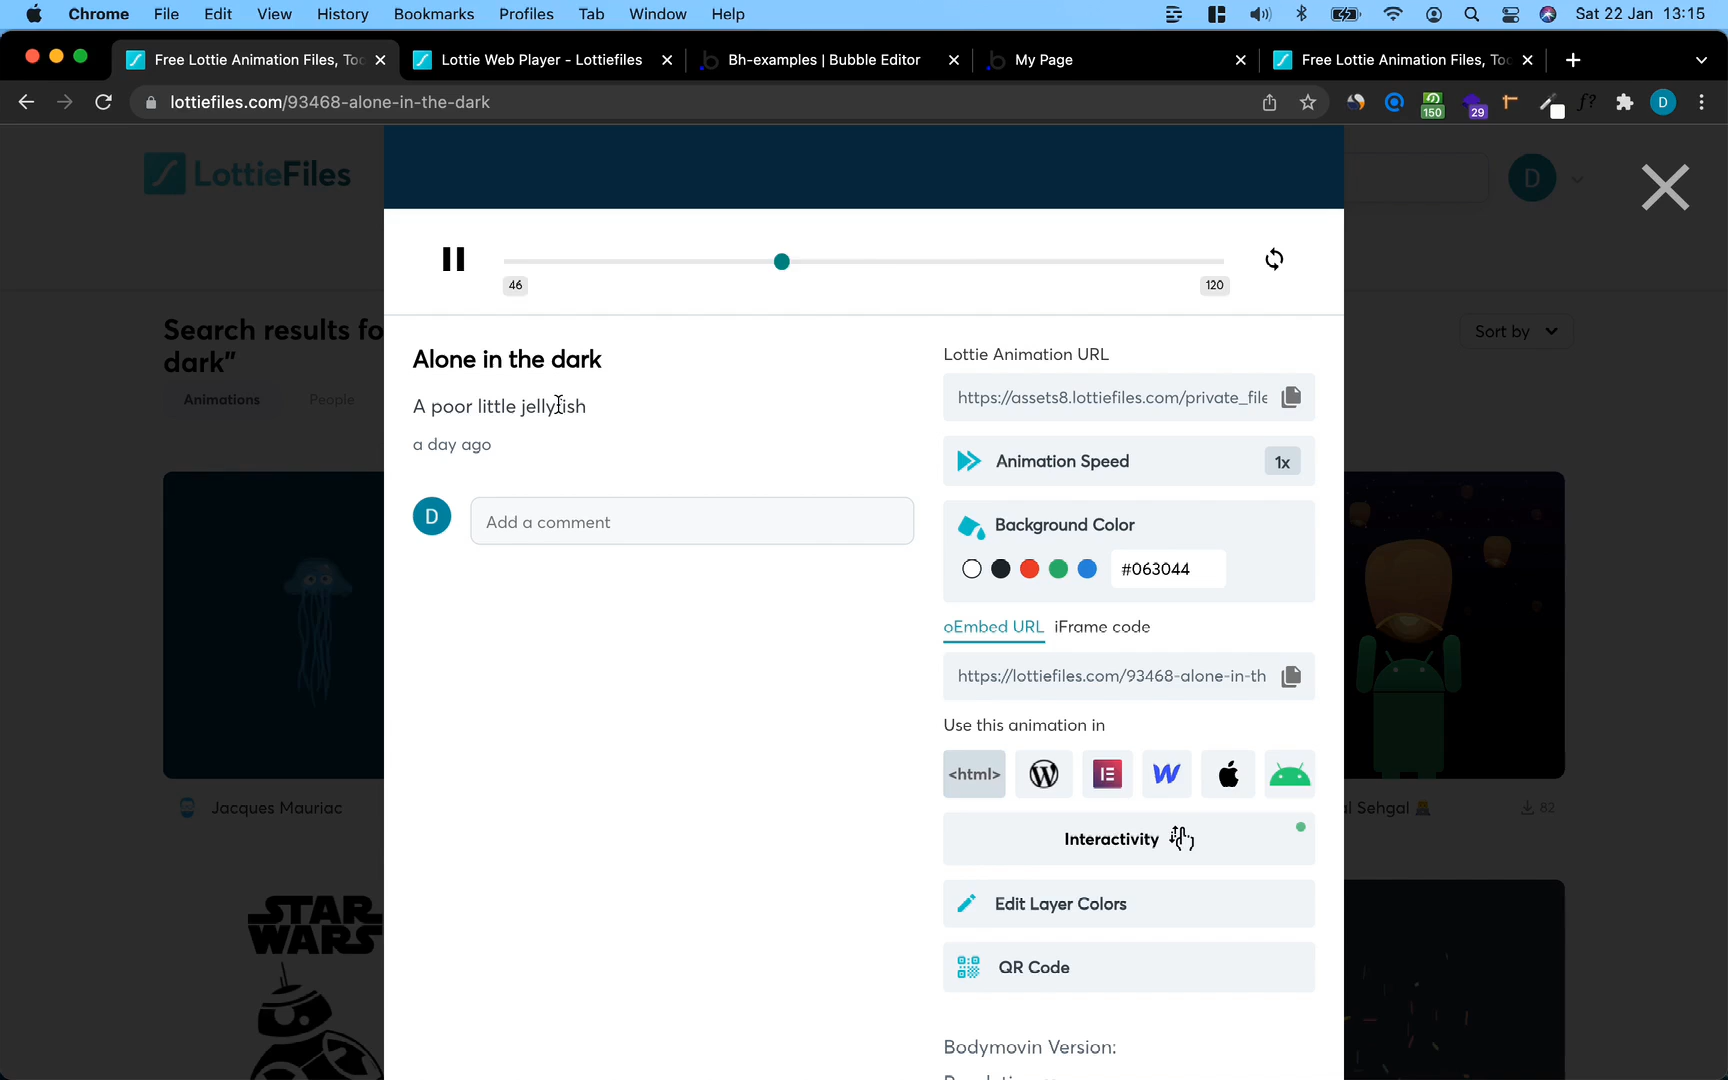 Chrome File Edit View History Bookmarks Profiles Tab Window Help Sat 22 Jan 13:15
Free Lottie Animation Files, Too Lottie Web Player - Lottiefiles Bh-examples | Bubble Editor My Page Free Lottie Animation Files, Too
lottiefiles.com/93468-alone-in-the-dark f? D
150 29
LottieFiles D
46 120
Search results fo Sort by
dark"
Animations People
Alone in the dark
A poor little jellyfish
a day ago
D Add a comment
Lottie Animation URL
https://assets8.lottiefiles.com/private_file
Animation Speed 1x
Background Color
#063044
oEmbed URL iFrame code
https://lottiefiles.com/93468-alone-in-th
Use this animation in
<html>
Interactivity
Edit Layer Colors
QR Code
Bodymovin Version:
Jacques Mauriac
al Sehgal 82
STAR
WARS